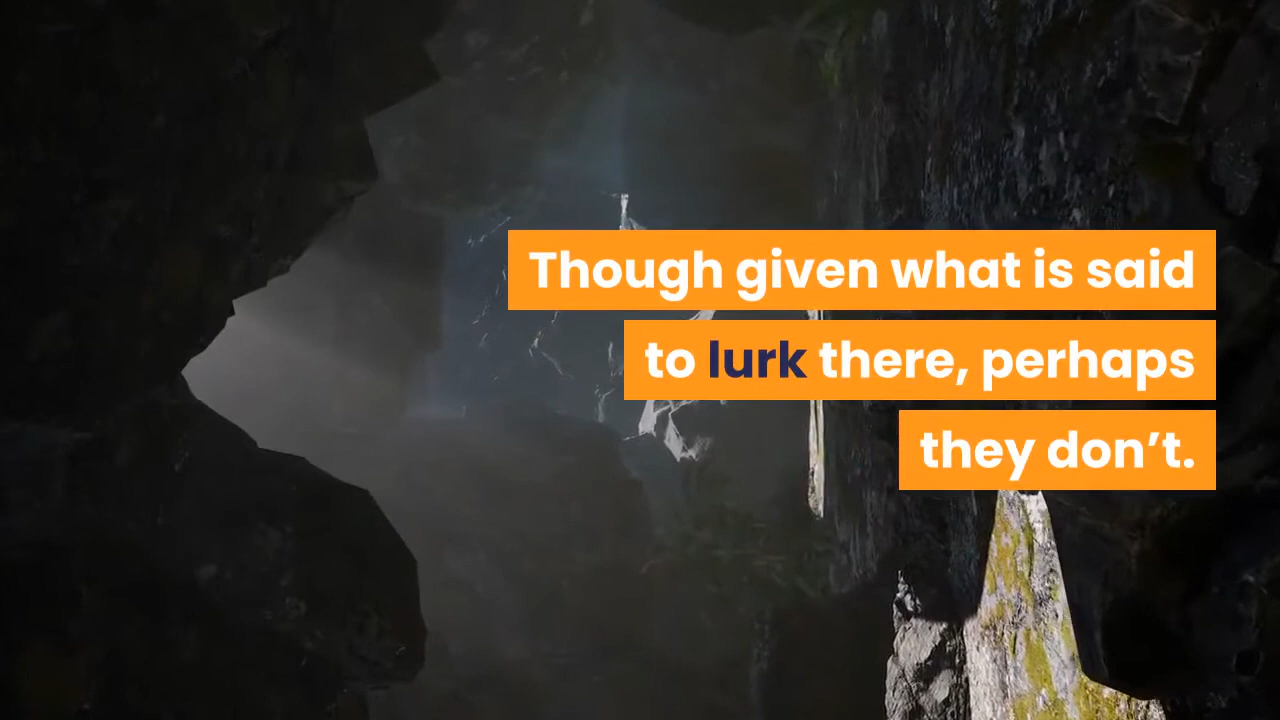 Though given what is said
to lurk there, perhaps
they don’t.